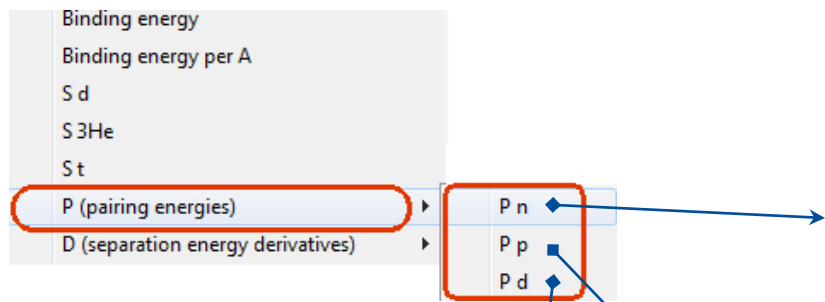 Binding energy
Binding energy per A
S d
S 3He
S t
P (pairing energies)
D (separation energy derivatives)
P n
P p
P d